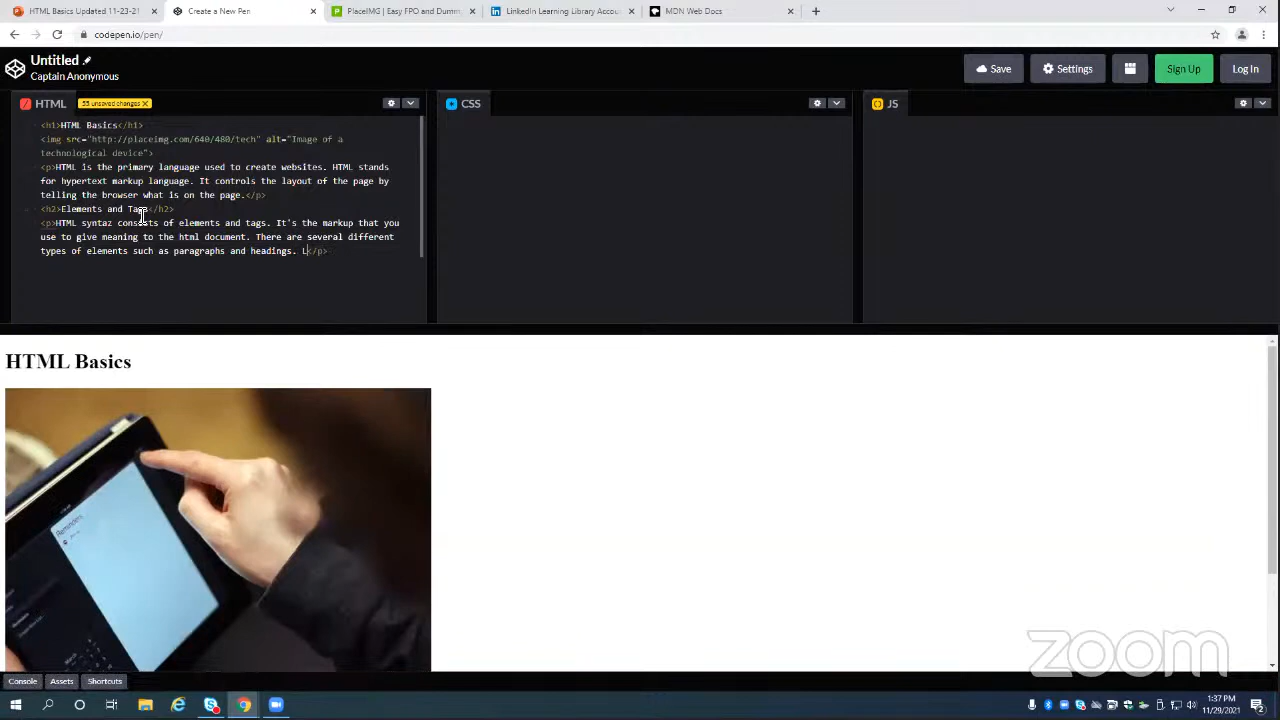 HTML Basics Updated 11-23-21
Create a New Pen
PlaceIMG | Easy FPO and Dumm
LinkedIn Learning Library Accou
MDN Web Docs
codepen.io/pen/
Untitled
Captain Anonymous
Save
Settings
Sign Up
Log In
HTML
55 unsaved changes X
CSS
JS
<h1>HTML Basics</h1>
<img src="http://placeimg.com/640/480/tech" alt="Image of a
technological device">
<p>HTML is the primary language used to create websites. HTML stands
for hypertext markup language. It controls the layout of the page by
telling the browser what is on the page.</p>
<h2>Elements and Tags</h2>
<p>HTML syntaz consists of elements and tags. It's the markup that you
use to give meaning to the html document. There are several different
types of elements such as paragraphs and headings. L</p>
HTML Basics
Reminders
zoom
Console
Assets
Shortcuts
1:37 PM
11/29/2021
2